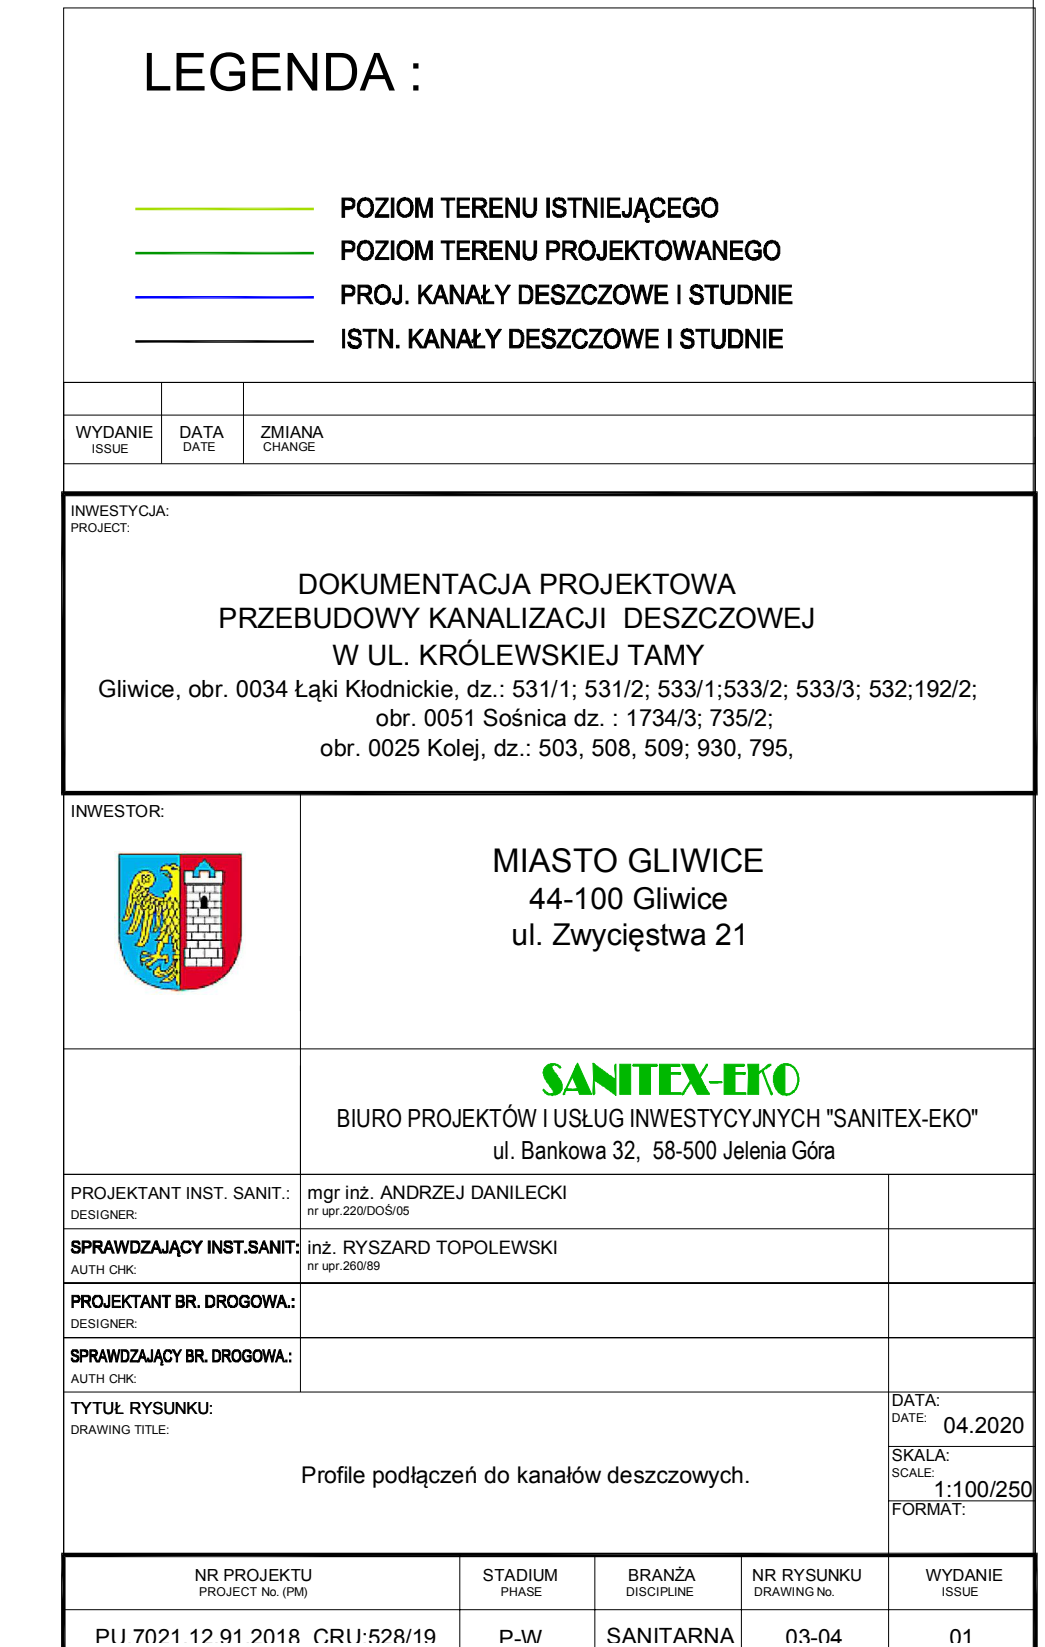 LEGENDA :
POZIOM TERENU ISTNIEJĄCEGO
POZIOM TERENU PROJEKTOWANEGO
PROJ. KANAŁY DESZCZOWE I STUDNIE
ISTN. KANAŁY DESZCZOWE I STUDNIE
WYDANIE DATA ZMIANA
ISSUE DATE CHANGE
INWESTYCJA:
PROJECT:
DOKUMENTACJA PROJEKTOWA
PRZEBUDOWY KANALIZACJI DESZCZOWEJ
W UL. KRÓLEWSKIEJ TAMY
Gliwice, obr. 0034 Łąki Kłodnickie, dz.: 531/1; 531/2; 533/1;533/2; 533/3; 532;192/2;
obr. 0051 Sośnica dz. : 1734/3; 735/2;
obr. 0025 Kolej, dz.: 503, 508, 509; 930, 795,
INWESTOR:
MIASTO GLIWICE
44-100 Gliwice
ul. Zwycięstwa 21
SANITEX-EKO
BIURO PROJEKTÓW I USŁUG INWESTYCYJNYCH "SANITEX-EKO"
ul. Bankowa 32, 58-500 Jelenia Góra
PROJEKTANT INST. SANIT.: mgr inż. ANDRZEJ DANILECKI
DESIGNER: nr upr.220/DOŚ/05
SPRAWDZAJĄCY INST.SANIT: inż. RYSZARD TOPOLEWSKI
AUTH CHK: nr upr.260/89
PROJEKTANT BR. DROGOWA.:
DESIGNER:
SPRAWDZAJĄCY BR. DROGOWA.:
AUTH CHK:
TYTUŁ RYSUNKU:
DRAWING TITLE:
Profile podłączeń do kanałów deszczowych.
DATA:
DATE: 04.2020
SKALA:
SCALE:
1:100/250
FORMAT:
NR PROJEKTU STADIUM BRANŻA NR RYSUNKU WYDANIE
PROJECT No. (PM) PHASE DISCIPLINE DRAWING No. ISSUE
PU.7021.12.91.2018 CRU:528/19 P-W SANITARNA 03-04 01